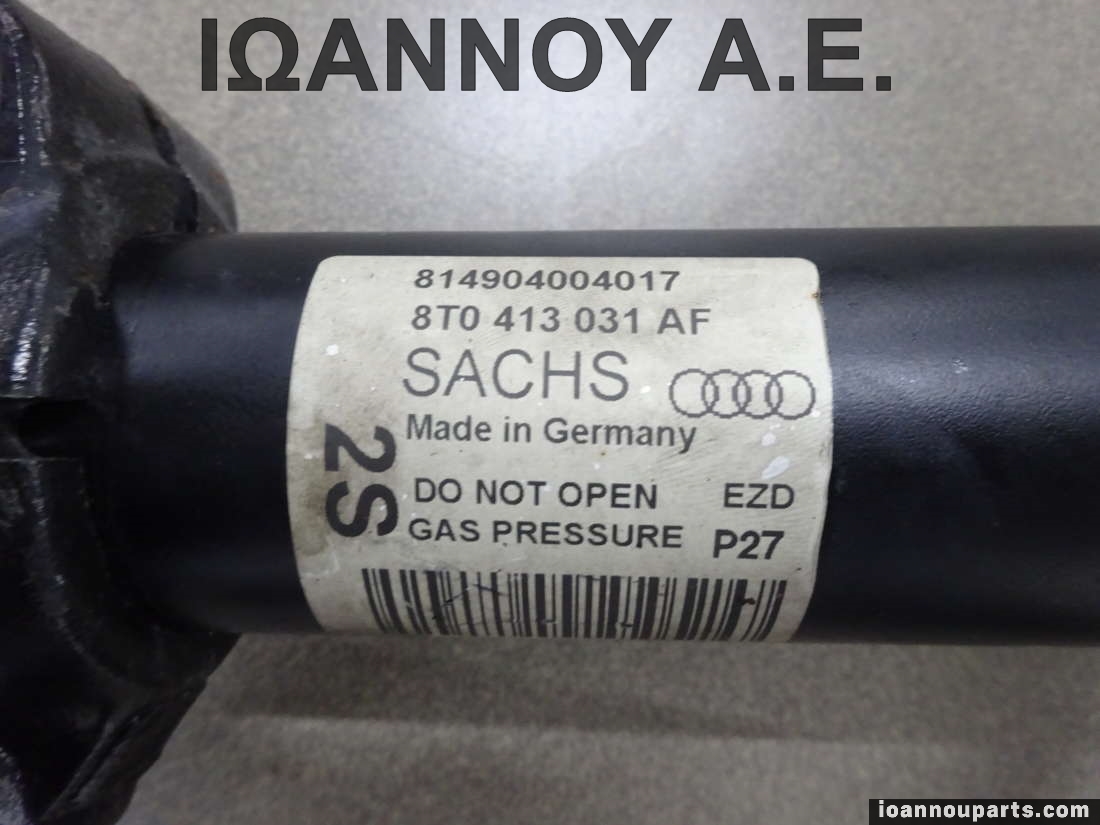 ΙΩΑΝΝΟΥ Α.Ε.
814904004017
8T0 413 031 AF
SACHS
Made in Germany
2S
DO NOT OPEN EZD
GAS PRESSURE P27
ioannouparts.com